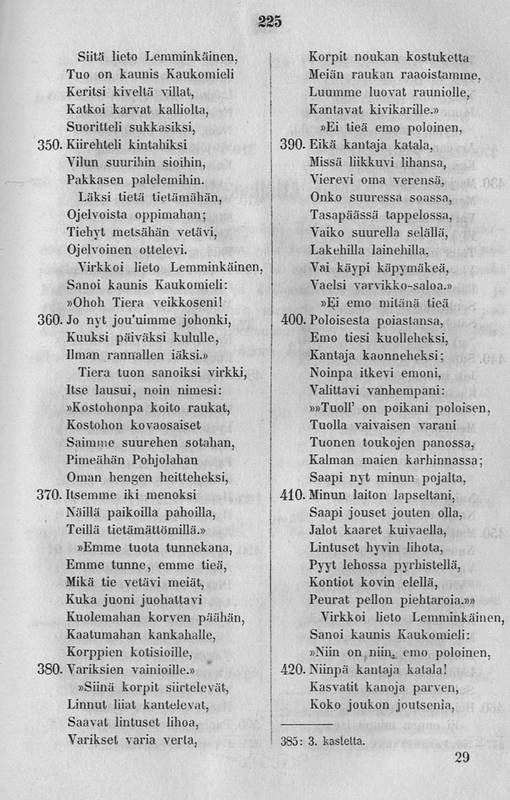 225
Siitä lieto Lemminkäinen,
Tuo on kaunis Kaukomieli
Keritsi kiveltä villat,
Katkoi karvat kalliolta,
Suoritteli sukkasiksi,
350. Kiirehteli kintahiksi
Vilun suurihin sioihin,
Pakkasen palelemihin.
Läksi tietä tietämähän,
Ojelvoista oppimahan;
Tiehyt metsähän vetävi,
Ojelvoinen ottelevi.
Virkkoi lieto Lemminkäinen,
Sanoi kaunis Kaukomieli:
»Ohoh Tiera veikkoseni!
360. Jo nyt jou'uimme johonki,
Kuuksi päiväksi kululle,
Ilman rannallen iäksi.»
Tiera tuon sanoiksi virkki,
Itse lausui, noin nimesi:
»Kostohonpa koito raukat,
Kostohon kovaosaiset
Saimme suurehen sotahan,
Pimeähän Pohjolahan
Oman hengen heitteheksi,
370. Itsemme iki menoksi
Näillä paikoilla pahoilla,
Teillä tietämättömillä.»
»Emme tuota tunnekana,
Emme tunne, emme tieä,
Mikä tie vetävi meiät,
Kuka juoni juohattavi
Kuolemahan korven päähän,
Kaatumahan kankahalle,
Korppien kotisioille,
380. Variksien vainioille.»
»Siinä korpit siirtelevät,
Linnut liiat kantelevat,
Saavat lintuset lihoa,
Varikset varia verta,
Korpit noukan kostuketta
Meiän raukan raaoistamme,
Luumme luovat rauniolle,
Kantavat kivikarille.»
»Ei tieä emo poloinen,
390. Eikä kantaja katala,
Missä liikkuvi lihansa,
Vierevi oma verensä,
Onko suuressa soassa,
Tasapäässä tappelossa,
Vaiko suurella selällä,
Lakehilla lainehilla,
Vai käypi käpymäkeä,
Vaelsi varvikko-saloa.»
»Ei emo mitänä tieä
400. Poloisesta poiastansa,
Emo tiesi kuolleheksi,
Kantaja kaonneheksi;
Noinpa itkevi emoni,
Valittavi vanhempani:
»»Tuoll' on poikani poloisen,
Tuolla vaivaisen varani
Tuonen toukojen panossa,
Kalman maien karhinnassa;
Saapi nyt minun pojalta,
410. Minun laiton lapseltani,
Saapi jouset jouten olla,
Jalot kaaret kuivaella,
Lintuset hyvin lihota,
Pyyt lehossa pyrhistellä,
Kontiot kovin elellä,
Peurat pellon piehtaroia.»»
Virkkoi lieto Lemminkäinen,
Sanoi kaunis Kaukomieli:
»Niin on niin, emo poloinen,
420. Niinpä kantaja katala!
Kasvatit kanoja parven,
Koko joukon joutsenia,
385: 3. kastetta.
29